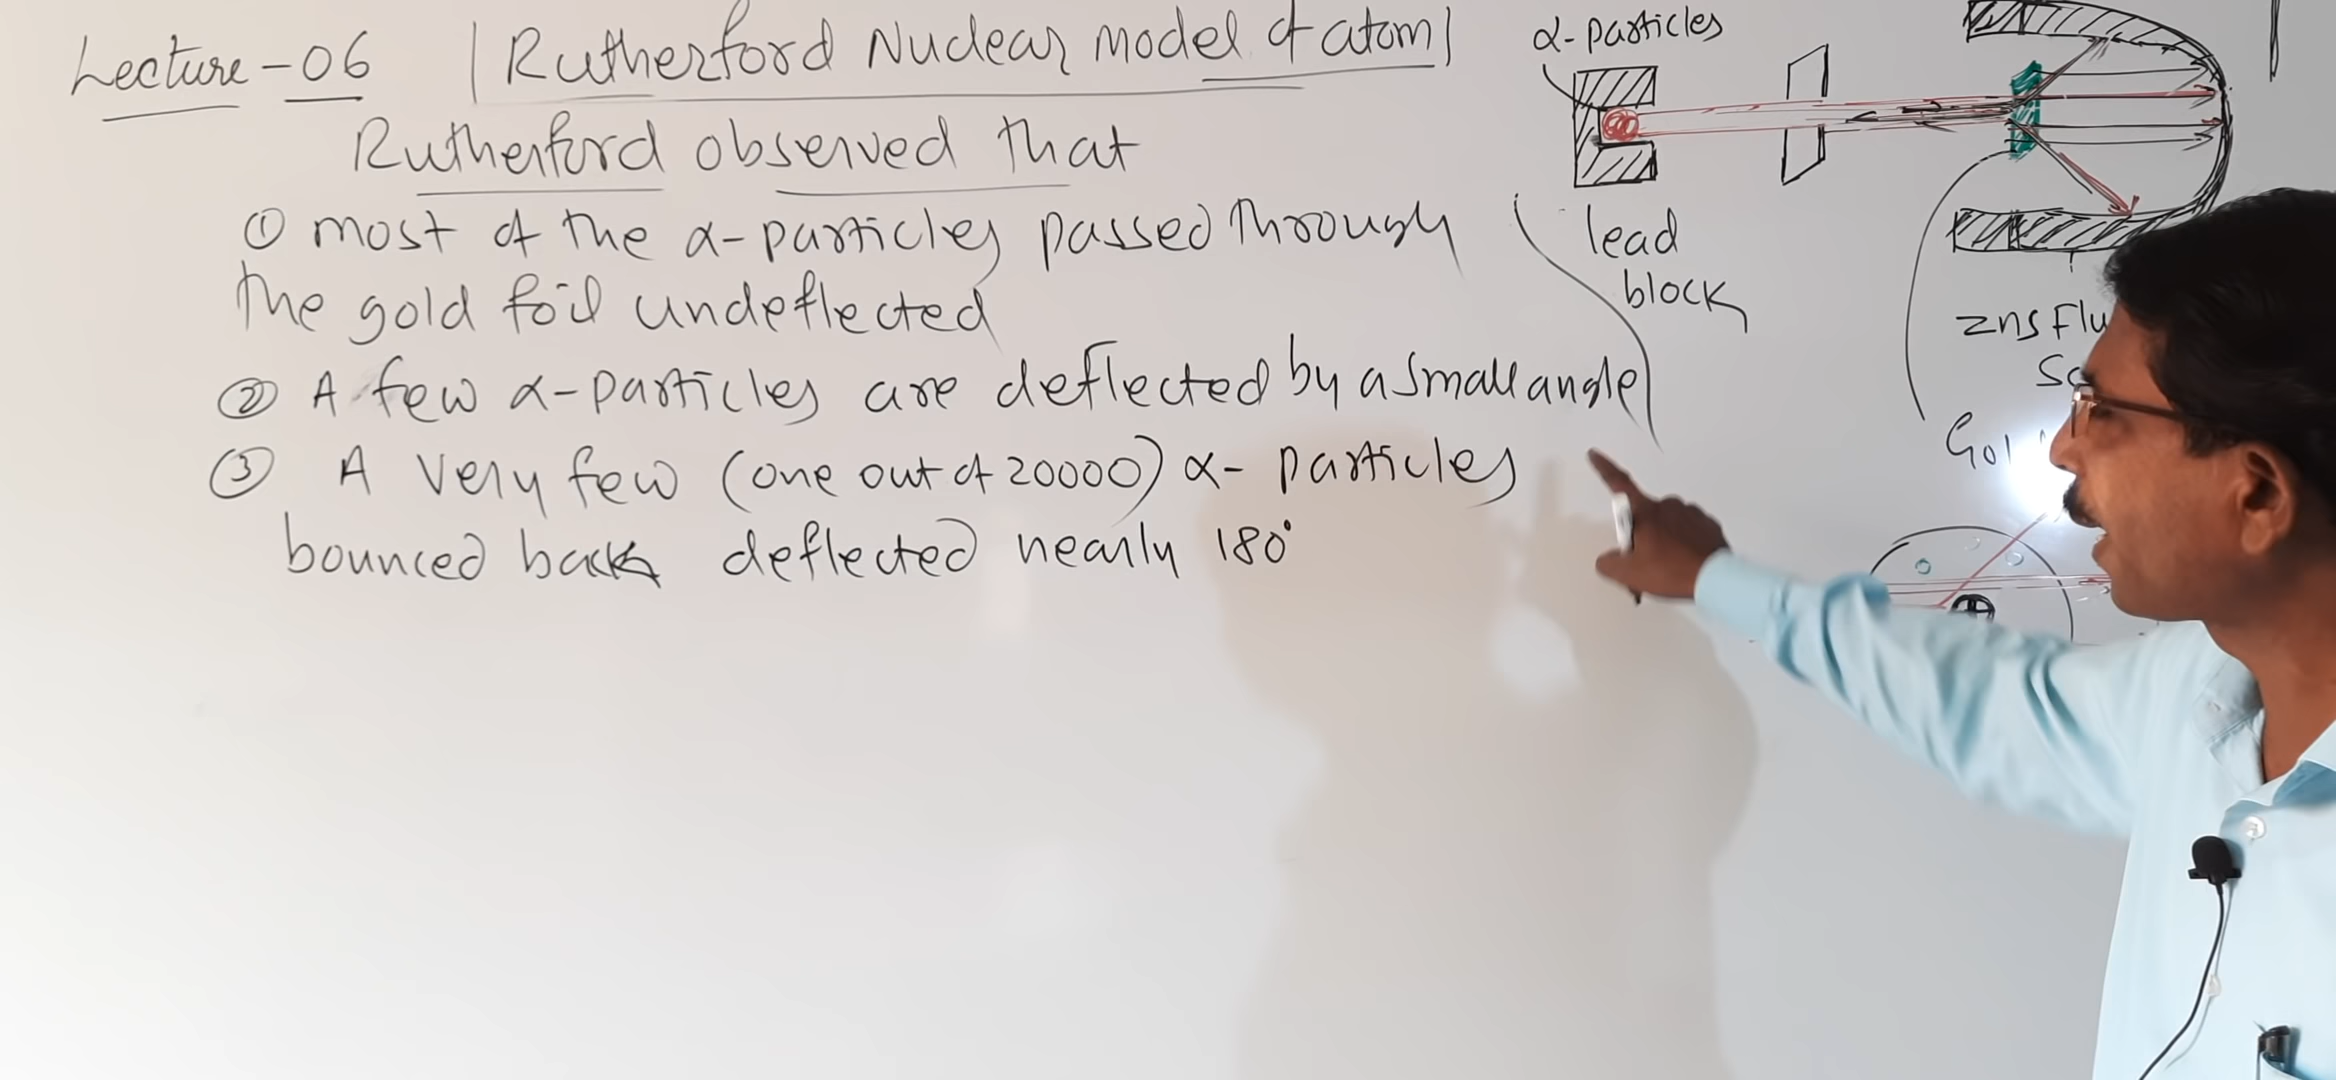 Lecture-06 | Rutherford Nuclear model of atom |
Rutherford observed that
① most of the α-particles passed through
the gold foil undeflected
② A few α-particles are deflected by a small angle
③ A very few (one out of 20000) α-particles
bounced back deflected nearly 180°
α-particles
lead
block
ZnS